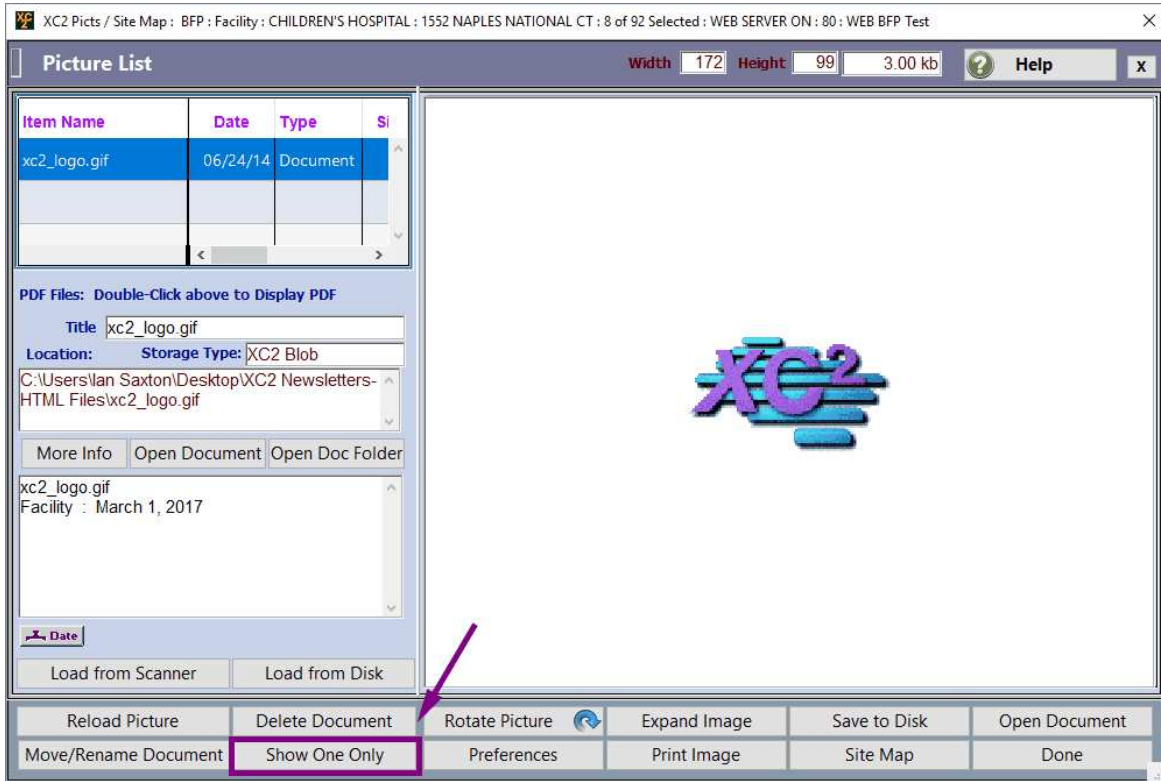 XC2 Picts / Site Map : BFP : Facility : CHILDREN'S HOSPITAL : 1552 NAPLES NATIONAL CT : 8 of 92 Selected : WEB SERVER ON : 80 : WEB BFP Test
Picture List Width 172 Height 99 3.00 kb Help x
Item Name Date Type Si
xc2_logo.gif 06/24/14 Document
PDF Files: Double-Click above to Display PDF
Title xc2_logo.gif
Location: Storage Type: XC2 Blob
C:\Users\Ian Saxton\Desktop\XC2 Newsletters-
HTML Files\xc2_logo.gif
More Info Open Document Open Doc Folder
xc2_logo.gif
Facility : March 1, 2017
Date
Load from Scanner Load from Disk
XC2
Reload Picture Delete Document Rotate Picture Expand Image Save to Disk Open Document
Move/Rename Document Show One Only Preferences Print Image Site Map Done